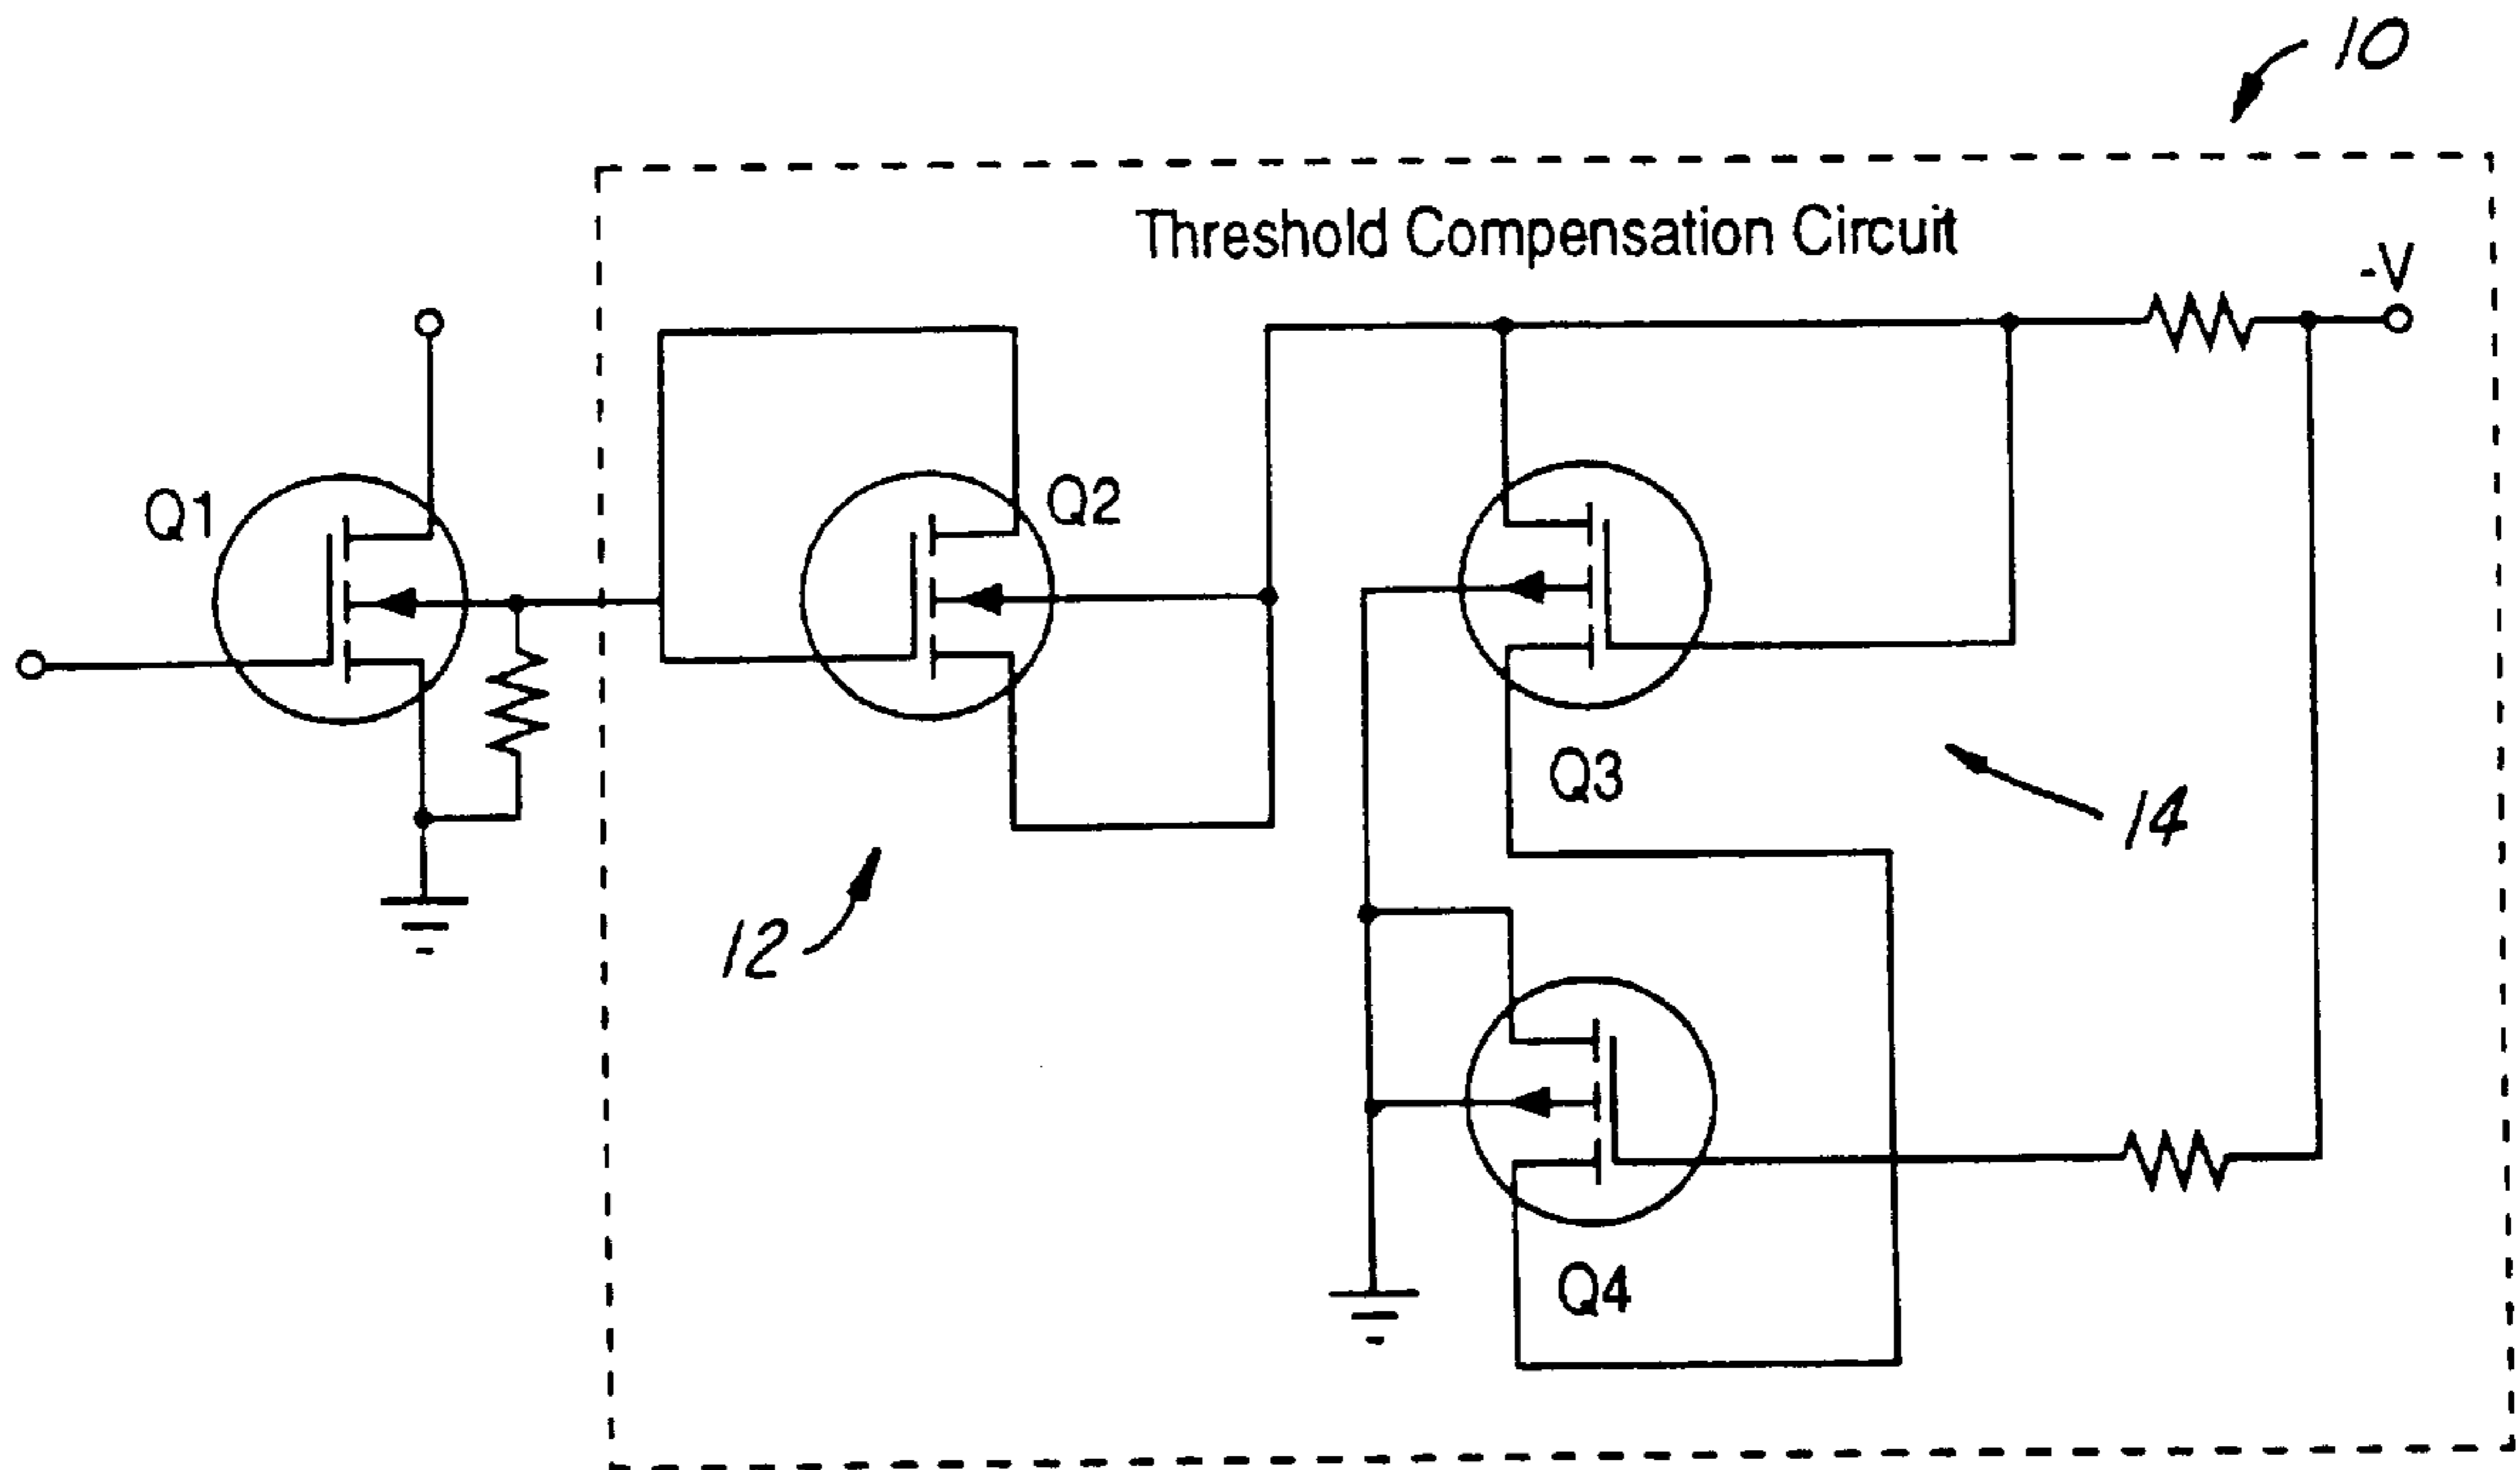 10
Threshold Compensation Circuit
-V
Q1
Q2
Q3
14
12
Q4